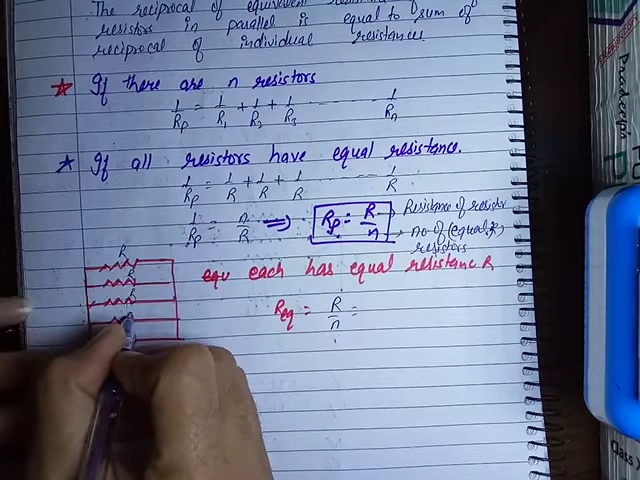 The reciprocal of equivalent
resistors in parallel is equal to sum of
reciprocal of individual resistances.
If there are n resistors
1/Rp = 1/R1 + 1/R2 + 1/R3 ------ 1/Rn
If all resistors have equal resistance.
1/Rp = 1/R + 1/R + 1/R ------ 1/R
1/Rp = n/R ⟹ Rp = R/n Resistance of resistor
no of (equal R) resistors
equ each has equal resistance R
Req = R/n =
R
R
R
Pradeep's
Class X